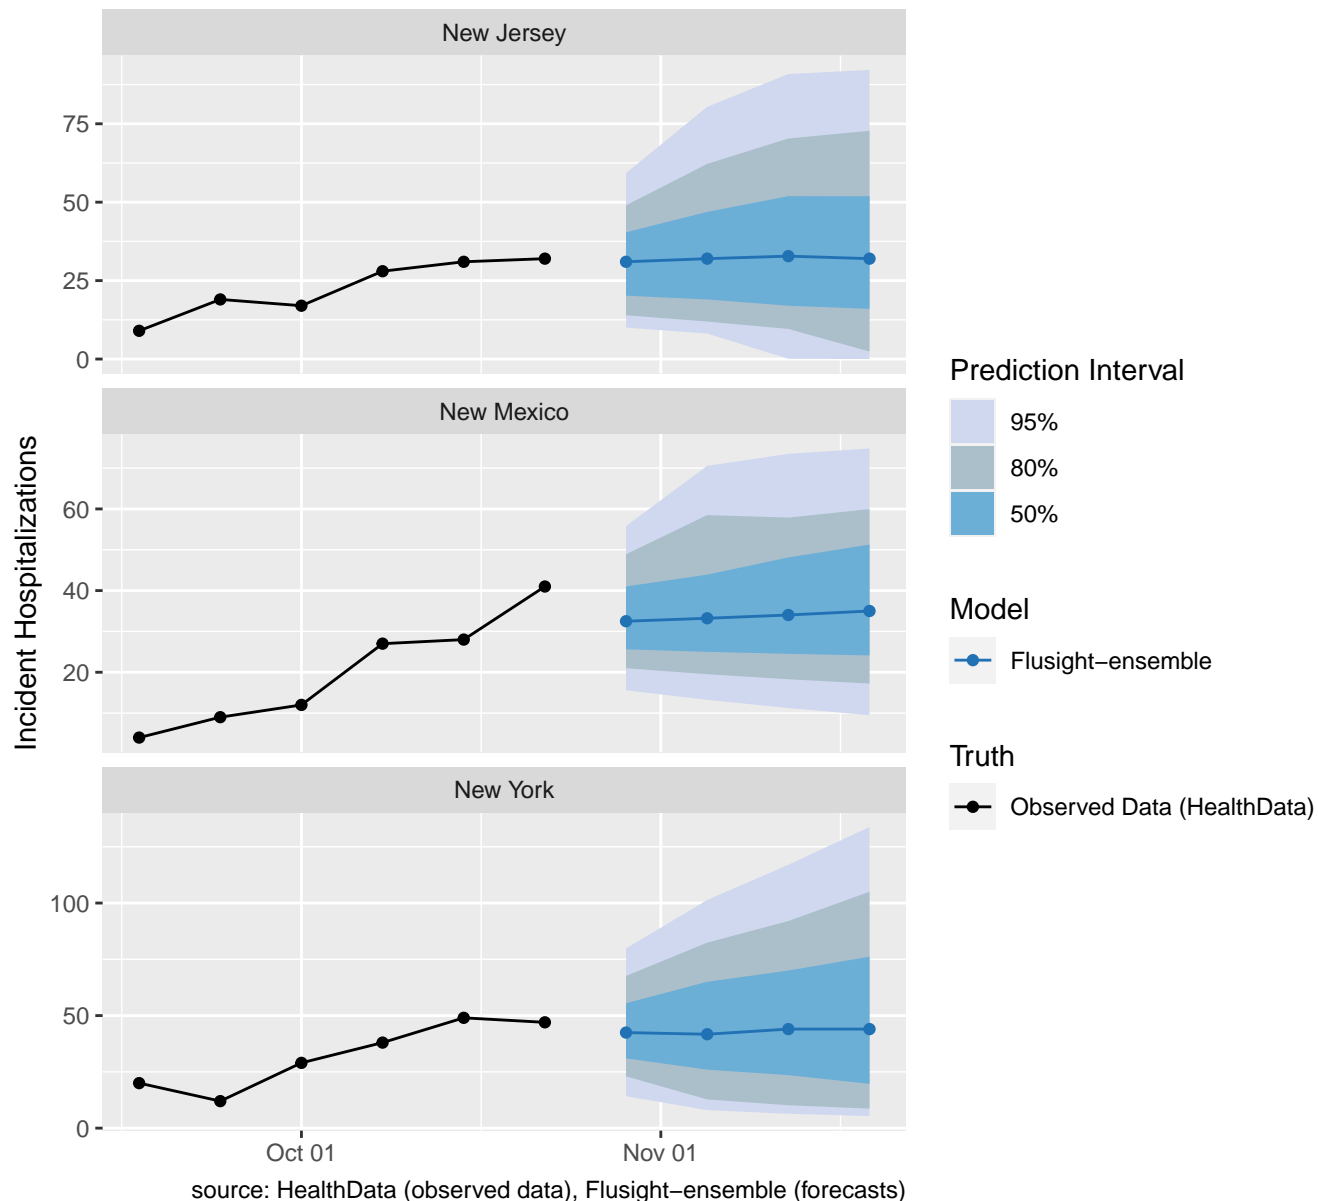 New Jersey
75
50
25
0
New Mexico
60
40
20
New York
100
50
0
Oct 01
Nov 01
Incident Hospitalizations
source: HealthData (observed data), Flusight−ensemble (forecasts)
Prediction Interval
95%
80%
50%
Model
Flusight−ensemble
Truth
Observed Data (HealthData)